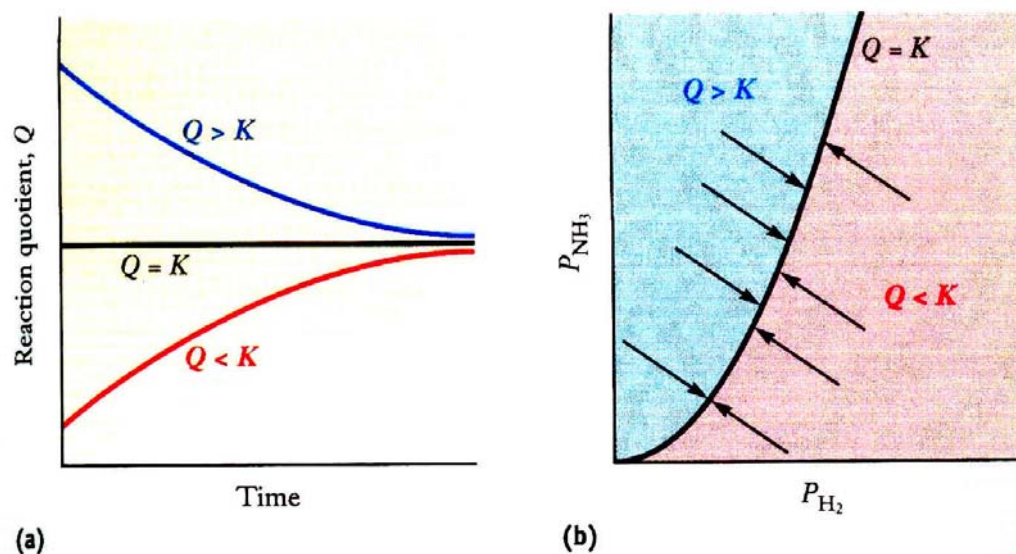 Reaction quotient, Q
Q > K
Q = K
Q < K
Time
(a)
P_NH₃
Q > K
Q = K
Q < K
P_H₂
(b)